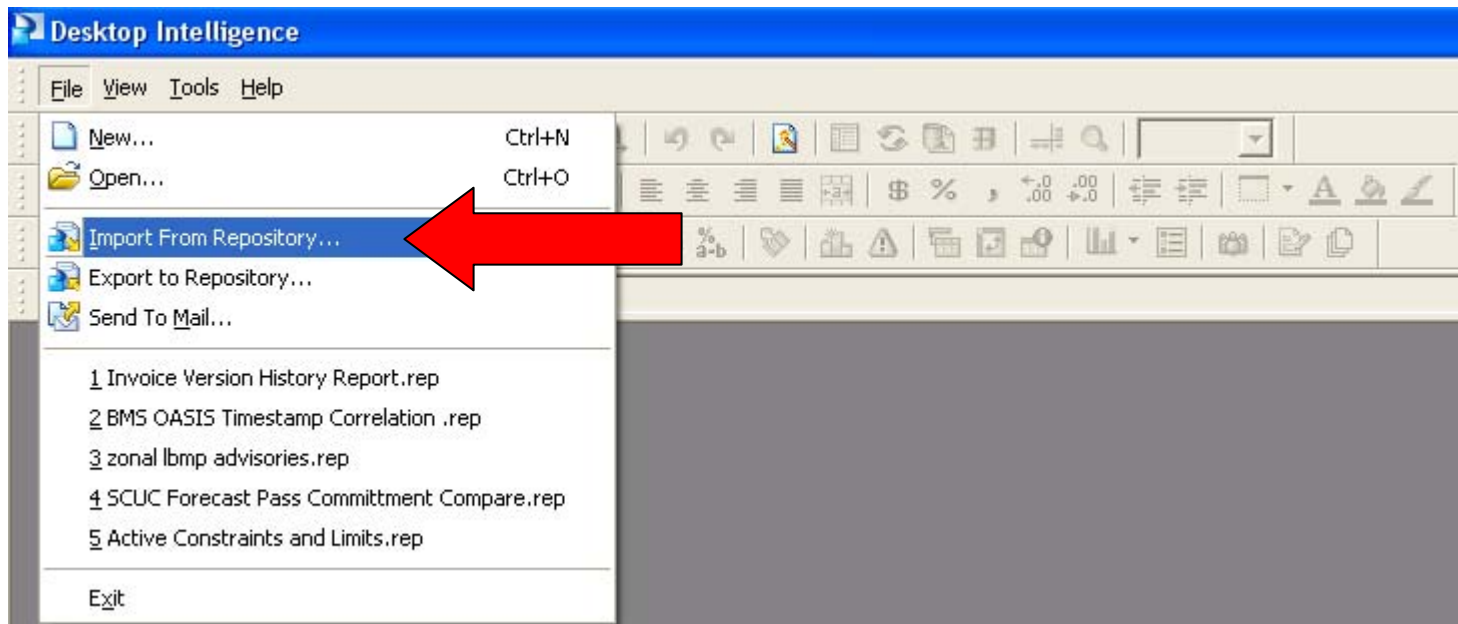 Desktop Intelligence
File View Tools Help
New... Ctrl+N
Open... Ctrl+O
Import From Repository...
Export to Repository...
Send To Mail...
1 Invoice Version History Report.rep
2 BMS OASIS Timestamp Correlation .rep
3 zonal lbmp advisories.rep
4 SCUC Forecast Pass Committment Compare.rep
5 Active Constraints and Limits.rep
Exit